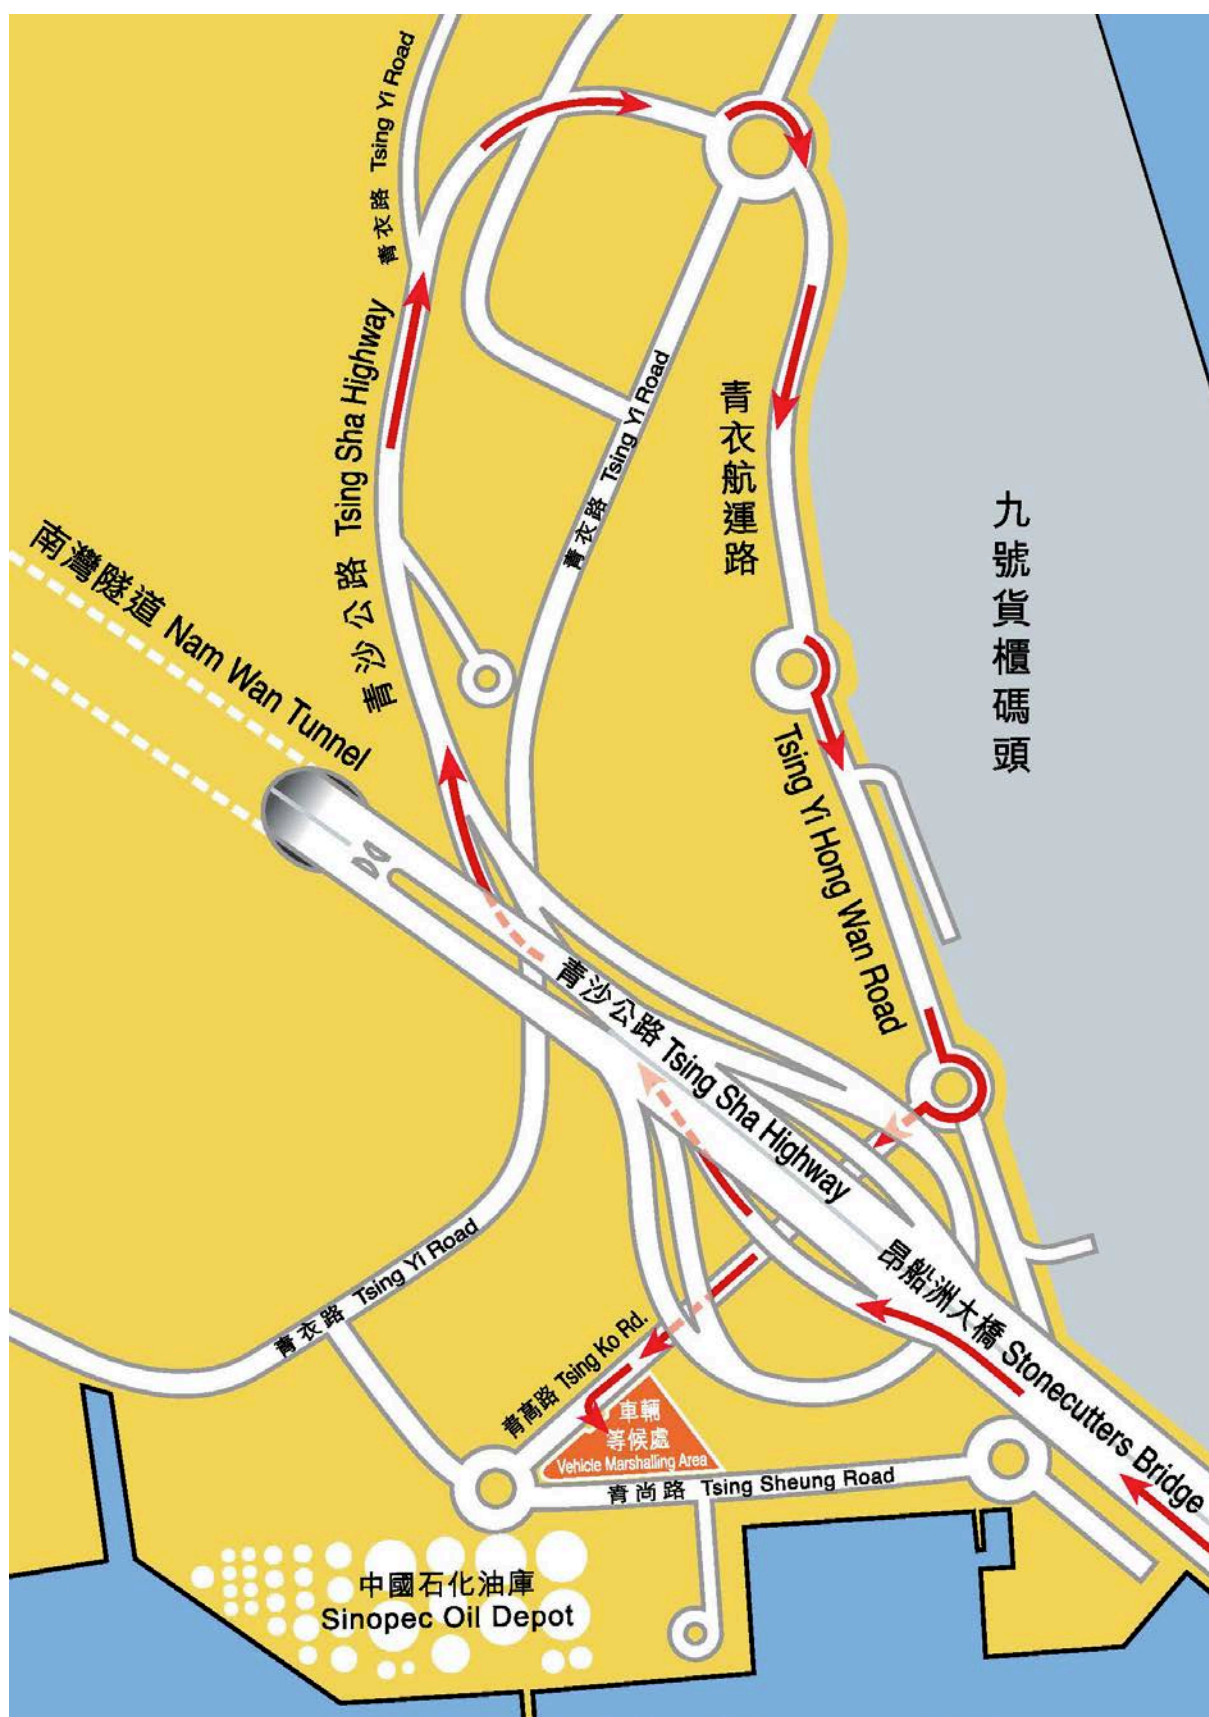 青衣路 Tsing Yi Road
青沙公路 Tsing Sha Highway
青衣路 Tsing Yi Road
青衣航運路
九號貨櫃碼頭
南灣隧道 Nam Wan Tunnel
Tsing Yi Hong Wan Road
青沙公路 Tsing Sha Highway
昂船洲大橋 Stonecutters Bridge
青衣路 Tsing Yi Road
青高路 Tsing Ko Rd.
車輛
等候處
Vehicle Marshalling Area
青尚路 Tsing Sheung Road
中國石化油庫
Sinopec Oil Depot